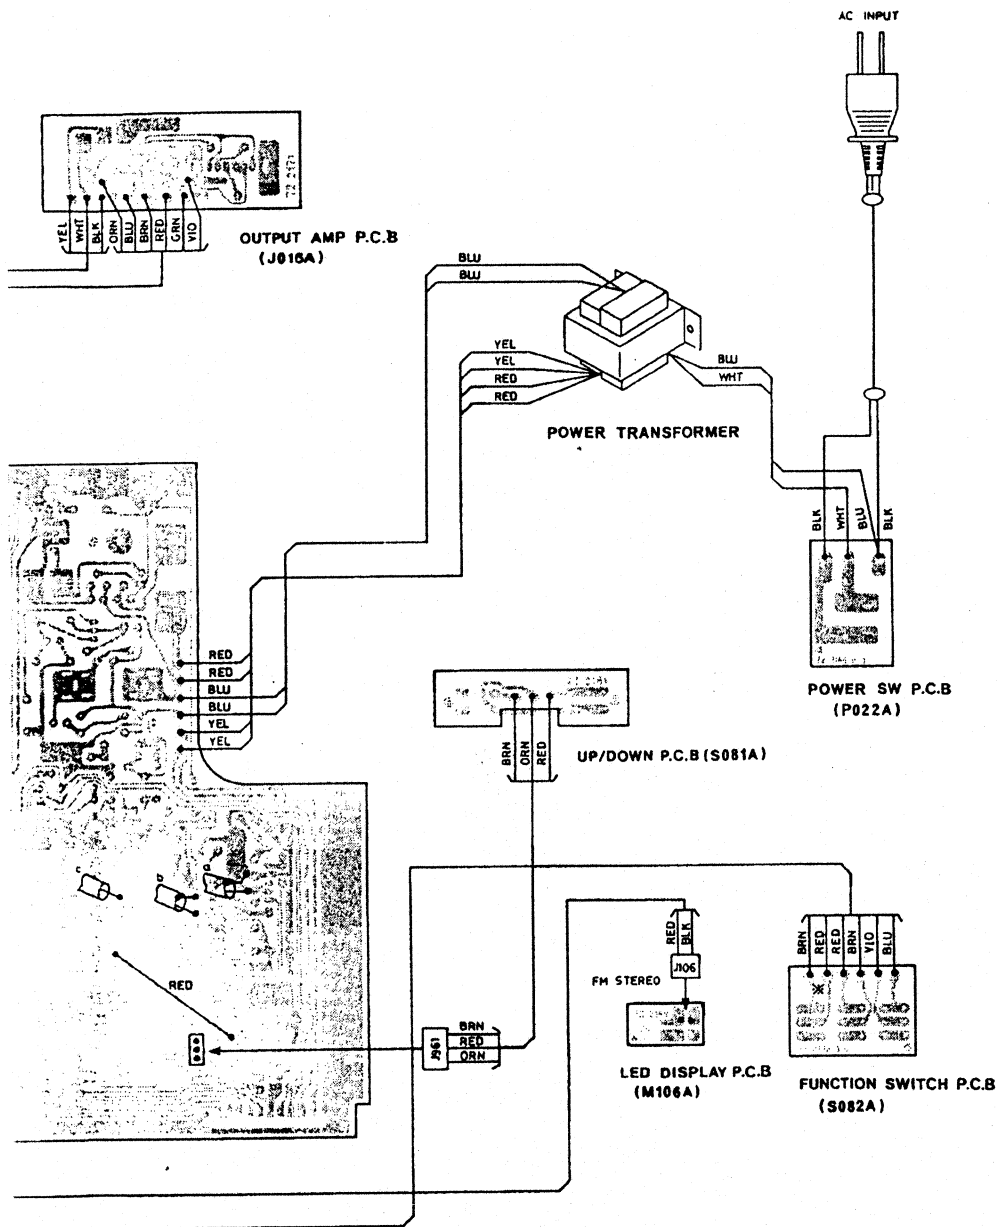 AC INPUT
YEL
WHT
BLK
ORN
BLU
BRN
RED
GRN
VIO
OUTPUT AMP P.C.B
(J016A)
BLU
BLU
YEL
YEL
RED
RED
BLU
WHT
POWER TRANSFORMER
BLK
WHT
BLU
BLK
POWER SW P.C.B
(P022A)
RED
RED
BLU
BLU
YEL
YEL
BRN
ORN
RED
UP/DOWN P.C.B (S081A)
c
b
a
RED
BRN
RED
ORN
J961
RED
BLK
J106
FM STEREO
LED DISPLAY P.C.B
(M106A)
BRN
RED
RED
BRN
VIO
BLU
※
FUNCTION SWITCH P.C.B
(S082A)